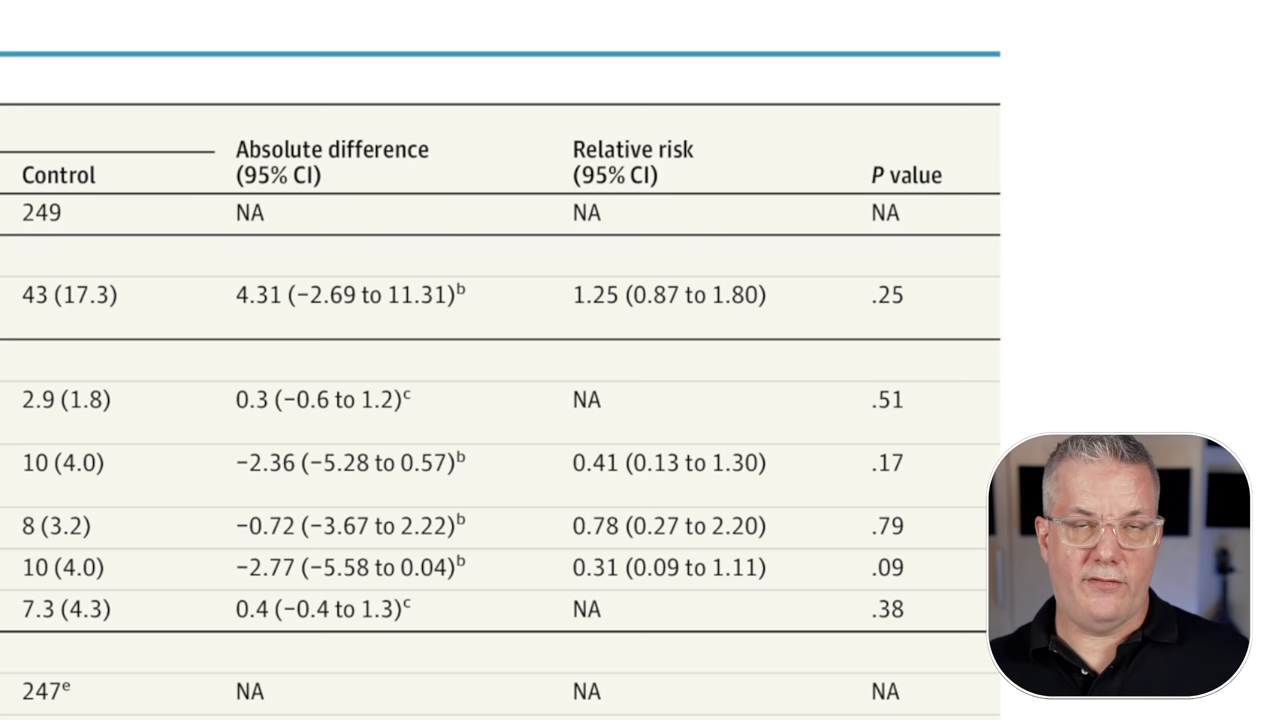 Absolute difference Relative risk
Control (95% CI) (95% CI) P value
249 NA NA NA
43 (17.3) 4.31 (−2.69 to 11.31)ᵇ 1.25 (0.87 to 1.80) .25
2.9 (1.8) 0.3 (−0.6 to 1.2)ᶜ NA .51
10 (4.0) −2.36 (−5.28 to 0.57)ᵇ 0.41 (0.13 to 1.30) .17
8 (3.2) −0.72 (−3.67 to 2.22)ᵇ 0.78 (0.27 to 2.20) .79
10 (4.0) −2.77 (−5.58 to 0.04)ᵇ 0.31 (0.09 to 1.11) .09
7.3 (4.3) 0.4 (−0.4 to 1.3)ᶜ NA .38
247ᵉ NA NA NA